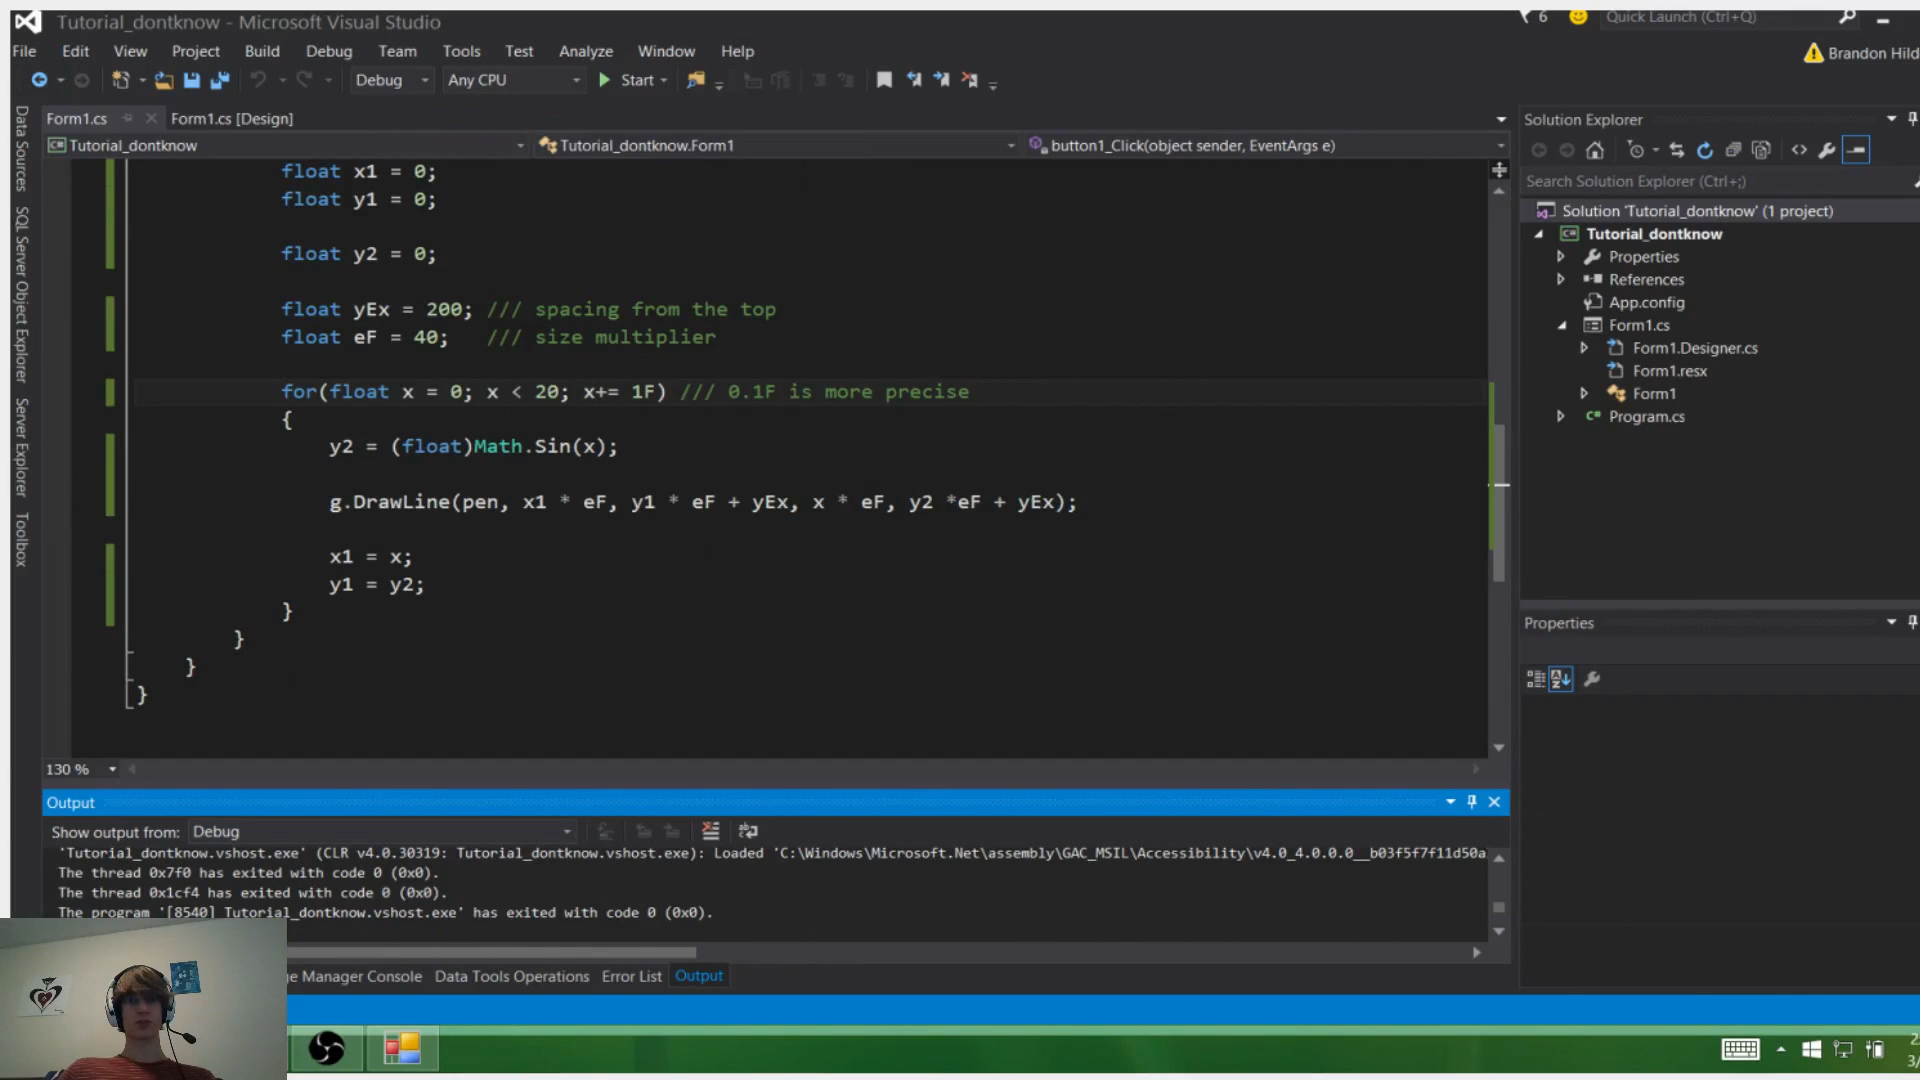 Tutorial_dontknow - Microsoft Visual Studio
6
Quick Launch (Ctrl+Q)
File Edit View Project Build Debug Team Tools Test Analyze Window Help
Brandon Hild
Debug Any CPU Start
Form1.cs Form1.cs [Design]
Tutorial_dontknow Tutorial_dontknow.Form1 button1_Click(object sender, EventArgs e)
Data Sources
SQL Server Object Explorer
Server Explorer
Toolbox
float x1 = 0;
float y1 = 0;
float y2 = 0;
float yEx = 200; /// spacing from the top
float eF = 40; /// size multiplier
for(float x = 0; x < 20; x+= 1F) /// 0.1F is more precise
{
y2 = (float)Math.Sin(x);
g.DrawLine(pen, x1 * eF, y1 * eF + yEx, x * eF, y2 *eF + yEx);
x1 = x;
y1 = y2;
}
}
}
}
130 %
Solution Explorer
Search Solution Explorer (Ctrl+;)
Solution 'Tutorial_dontknow' (1 project)
Tutorial_dontknow
Properties
References
App.config
Form1.cs
Form1.Designer.cs
Form1.resx
Form1
Program.cs
Properties
Output
Show output from: Debug
'Tutorial_dontknow.vshost.exe' (CLR v4.0.30319: Tutorial_dontknow.vshost.exe): Loaded 'C:\Windows\Microsoft.Net\assembly\GAC_MSIL\Accessibility\v4.0_4.0.0.0__b03f5f7f11d50a
The thread 0x7f0 has exited with code 0 (0x0).
The thread 0x1cf4 has exited with code 0 (0x0).
The program '[8540] Tutorial_dontknow.vshost.exe' has exited with code 0 (0x0).
ge Manager Console Data Tools Operations Error List Output
2
3/